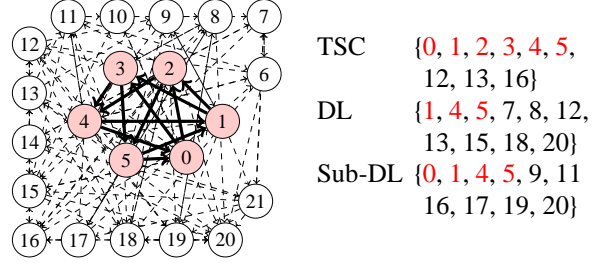 11 10 9 8 7
12 3 2 6
13 4 1
14 5 0
15 21
16 17 18 19 20
TSC {0, 1, 2, 3, 4, 5,
12, 13, 16}
DL {1, 4, 5, 7, 8, 12,
13, 15, 18, 20}
Sub-DL {0, 1, 4, 5, 9, 11
16, 17, 19, 20}